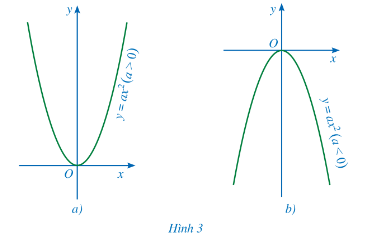 y
y = ax² (a > 0)
O
x
a)
y
O
x
y = ax² (a < 0)
b)
Hình 3